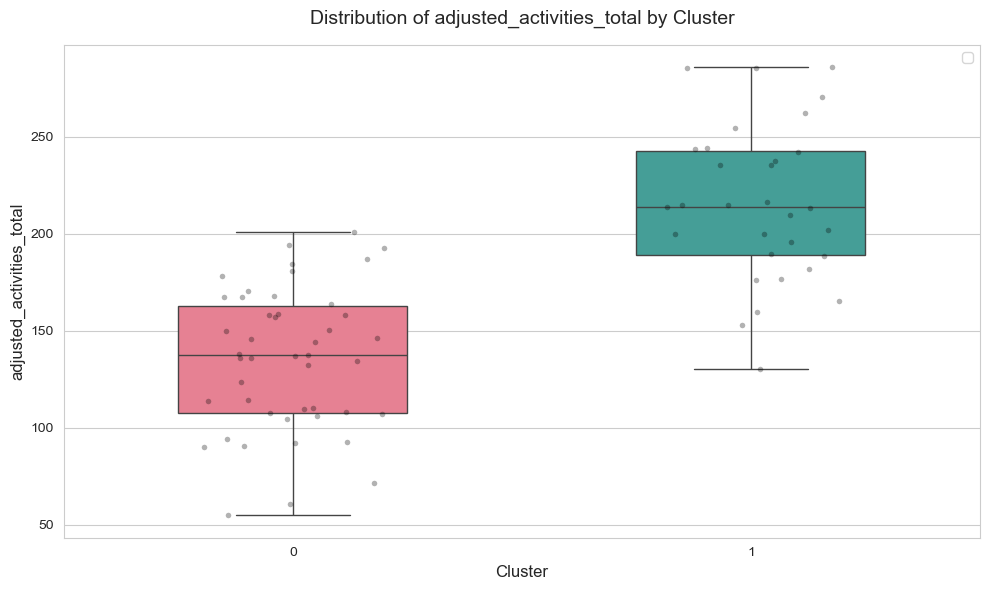 Distribution of adjusted_activities_total by Cluster
adjusted_activities_total
250
200
150
100
50
0
1
Cluster